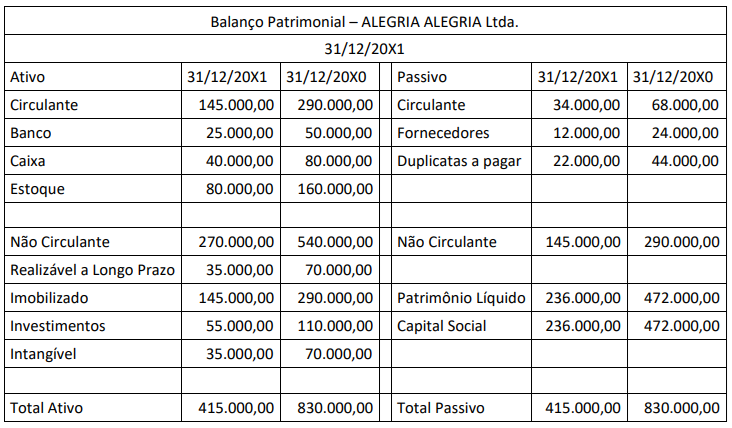 Balanço Patrimonial – ALEGRIA ALEGRIA Ltda.
31/12/20X1
Ativo 31/12/20X1 31/12/20X0 Passivo 31/12/20X1 31/12/20X0
Circulante 145.000,00 290.000,00 Circulante 34.000,00 68.000,00
Banco 25.000,00 50.000,00 Fornecedores 12.000,00 24.000,00
Caixa 40.000,00 80.000,00 Duplicatas a pagar 22.000,00 44.000,00
Estoque 80.000,00 160.000,00
Não Circulante 270.000,00 540.000,00 Não Circulante 145.000,00 290.000,00
Realizável a Longo Prazo 35.000,00 70.000,00
Imobilizado 145.000,00 290.000,00 Patrimônio Líquido 236.000,00 472.000,00
Investimentos 55.000,00 110.000,00 Capital Social 236.000,00 472.000,00
Intangível 35.000,00 70.000,00
Total Ativo 415.000,00 830.000,00 Total Passivo 415.000,00 830.000,00